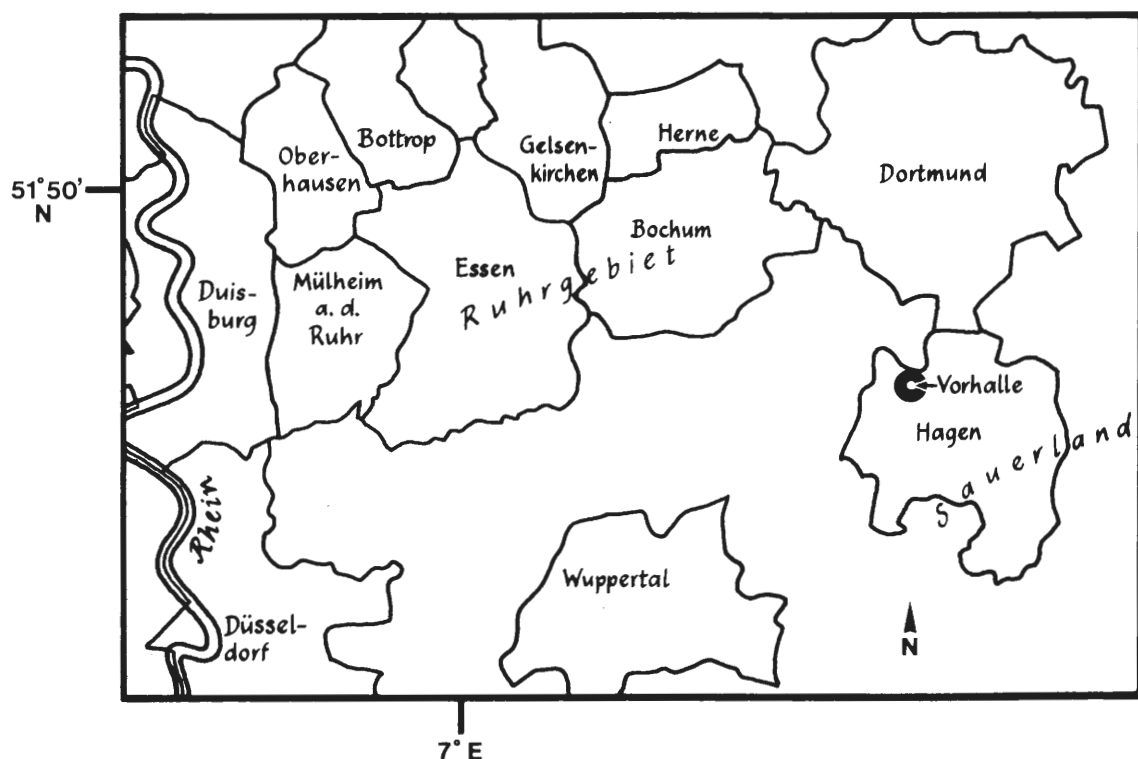 Bottrop
Ober-
hausen
Gelsen-
kirchen
Herne
Dortmund
51°50'
N
Bochum
Essen
Ruhrgebiet
Duis-
burg
Mülheim
a. d.
Ruhr
Vorhalle
Hagen
Sauerland
Rhein
Wuppertal
Düssel-
dorf
N
7°E